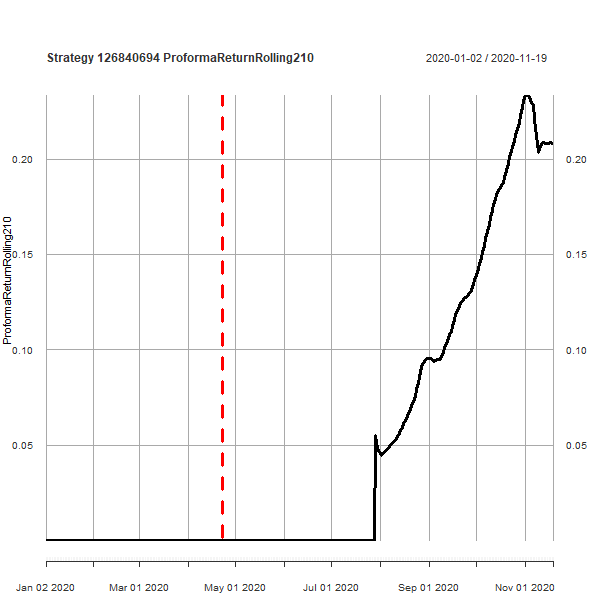 Strategy 126840694 ProformaReturnRolling210
2020-01-02 / 2020-11-19
ProformaReturnRolling210
0.20
0.20
0.15
0.15
0.10
0.10
0.05
0.05
Jan 02 2020
Mar 01 2020
May 01 2020
Jul 01 2020
Sep 01 2020
Nov 01 2020